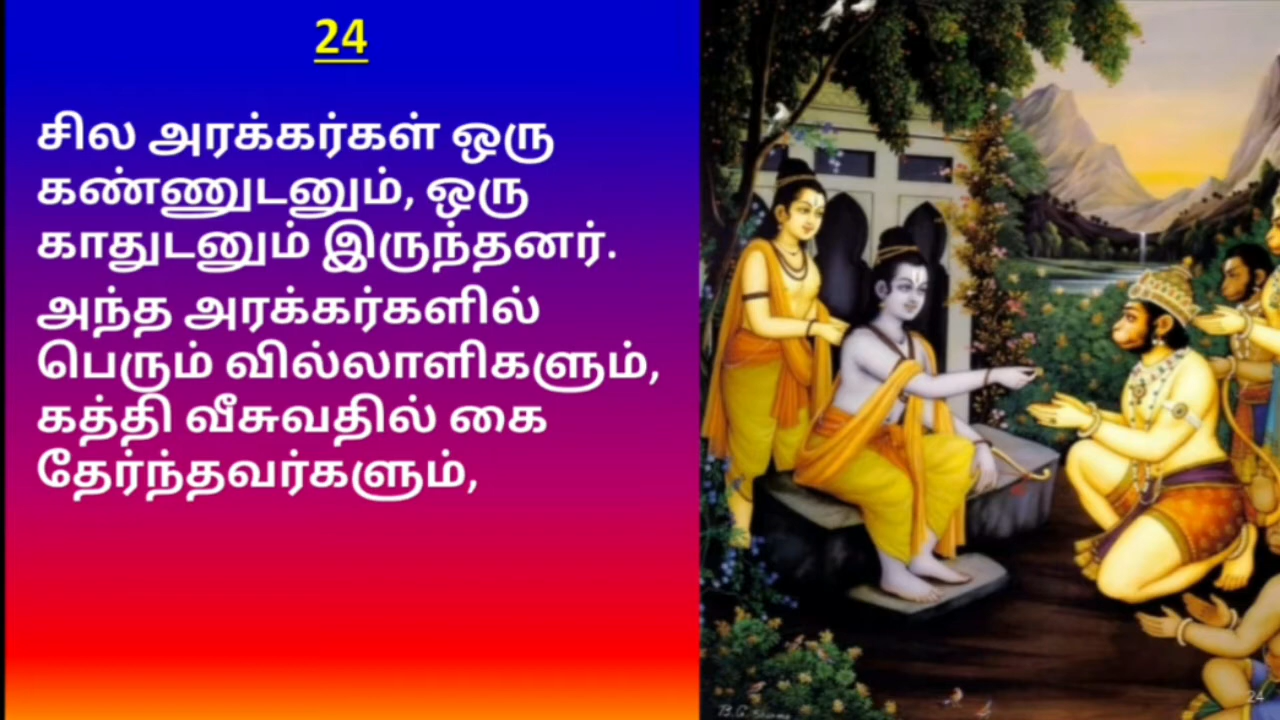 24
சில அரக்கர்கள் ஒரு
கண்ணுடனும், ஒரு
காதுடனும் இருந்தனர்.
அந்த அரக்கர்களில்
பெரும் வில்லாளிகளும்,
கத்தி வீசுவதில் கை
தேர்ந்தவர்களும்,
24